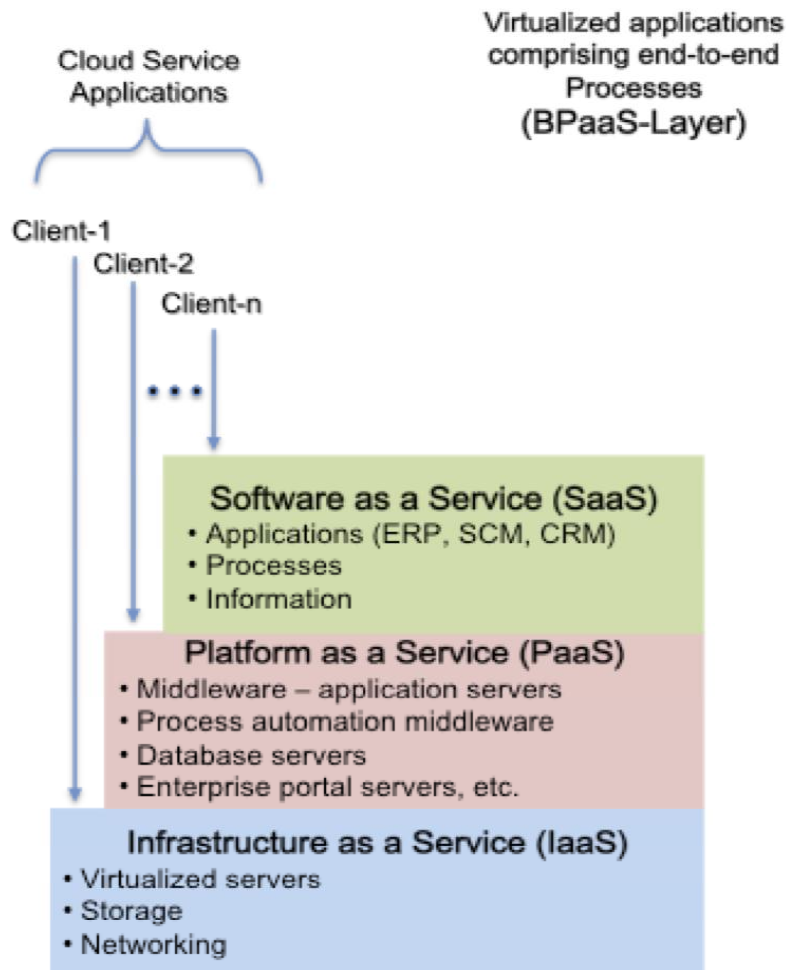 Cloud Service
Applications
Virtualized applications
comprising end-to-end
Processes
(BPaaS-Layer)
Client-1
Client-2
Client-n
Software as a Service (SaaS)
• Applications (ERP, SCM, CRM)
• Processes
• Information
Platform as a Service (PaaS)
• Middleware – application servers
• Process automation middleware
• Database servers
• Enterprise portal servers, etc.
Infrastructure as a Service (IaaS)
• Virtualized servers
• Storage
• Networking